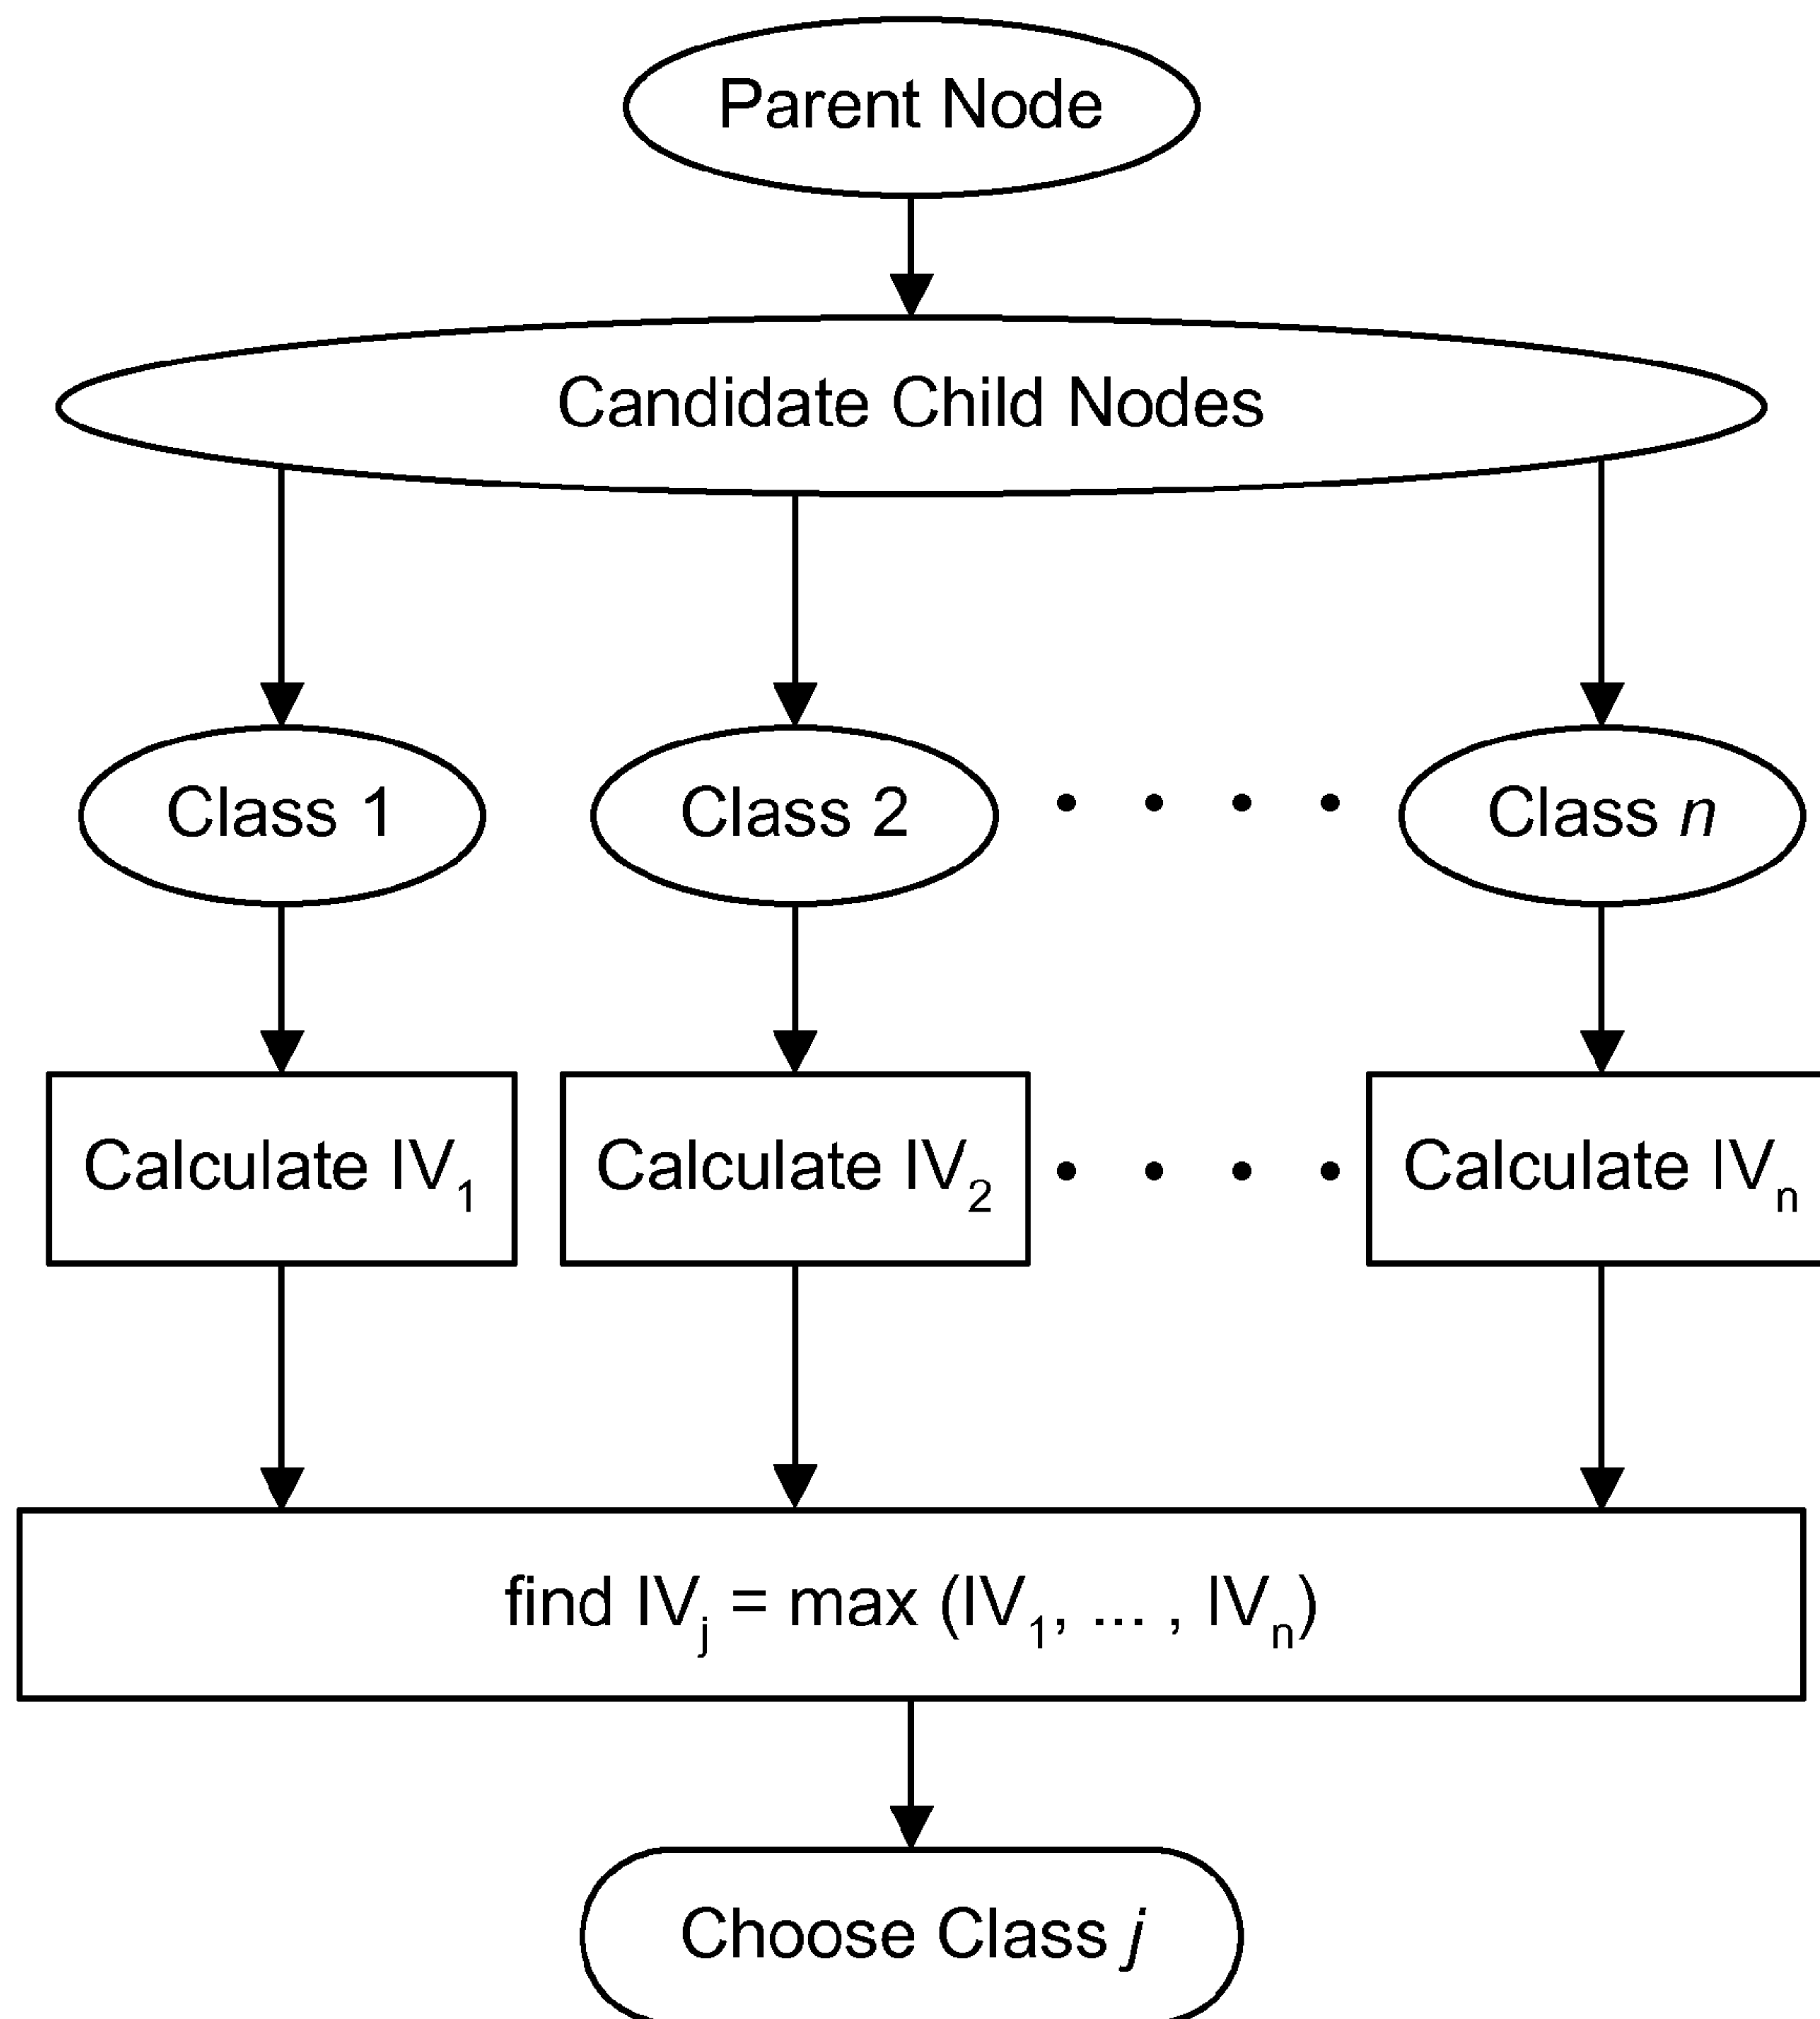 Parent Node
Candidate Child Nodes
Class 1 Class 2 . . . . Class n
Calculate IV₁ Calculate IV₂ . . . . Calculate IVₙ
find IVⱼ = max (IV₁, ... , IVₙ)
Choose Class j